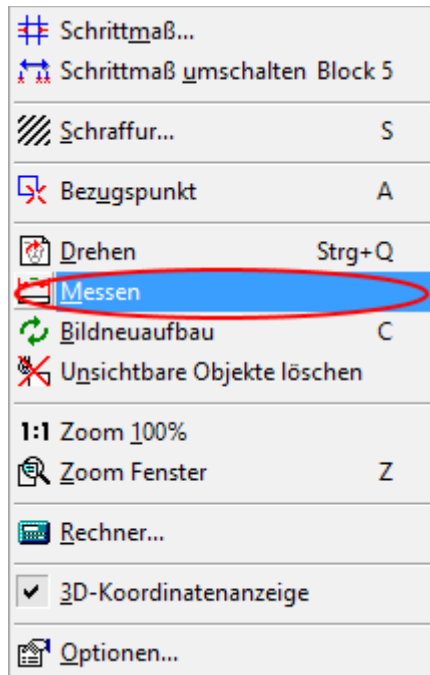 Schrittmaß...
Schrittmaß umschalten Block 5
Schraffur... S
Bezugspunkt A
Drehen Strg+Q
Messen
Bildneuaufbau C
Unsichtbare Objekte löschen
1:1 Zoom 100%
Zoom Fenster Z
Rechner...
3D-Koordinatenanzeige
Optionen...